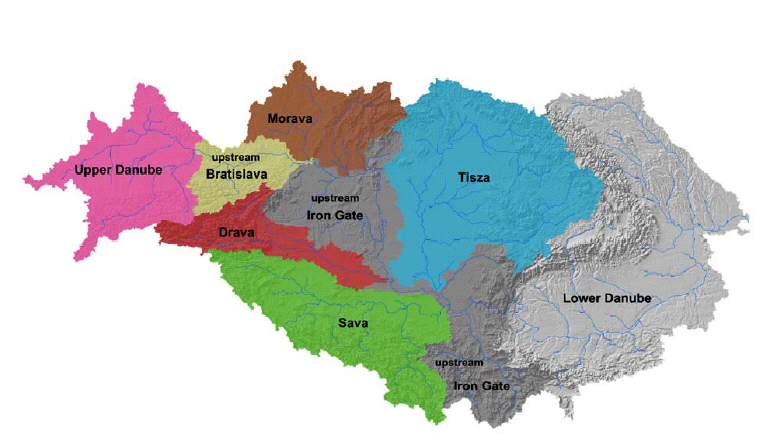 Morava
upstream
Bratislava
Upper Danube
Tisza
upstream
Iron Gate
Drava
Lower Danube
Sava
upstream
Iron Gate